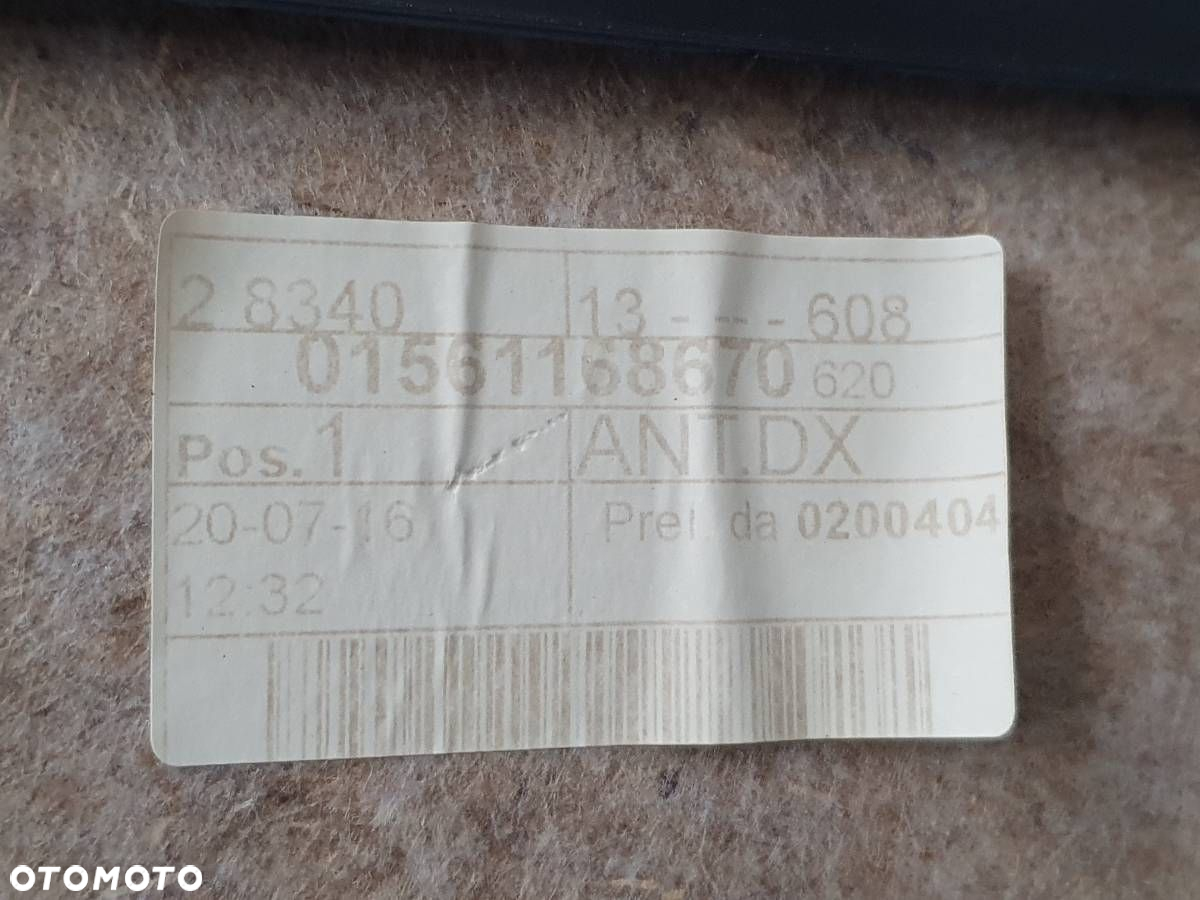 2 8340 13 - -- - 608
01561168670 620
Pos. 1 ANT.DX
20-07-16 Prel. da 0200404
12:32
OTOMOTO